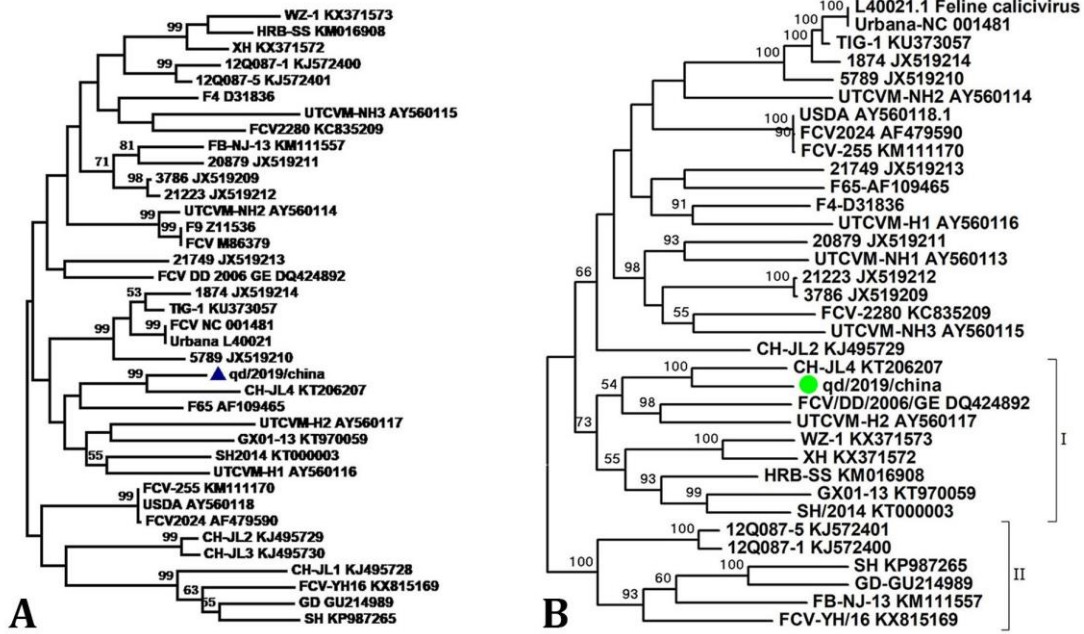 WZ-1 KX371573
99
HRB-SS KM016908
XH KX371572
12Q087-1 KJ572400
99
12Q087-5 KJ572401
F4 D31836
UTCVM-NH3 AY560115
FCV2280 KC835209
81
FB-NJ-13 KM111557
71
20879 JX519211
98
3786 JX519209
21223 JX519212
99
UTCVM-NH2 AY560114
99
F9 Z11536
FCV M86379
21749 JX519213
FCV DD 2006 GE DQ424892
53
1874 JX519214
TIG-1 KU373057
99
99
FCV NC 001481
Urbana L40021
5789 JX519210
99
qd/2019/china
CH-JL4 KT206207
F65 AF109465
UTCVM-H2 AY560117
GX01-13 KT970059
55
SH2014 KT000003
UTCVM-H1 AY560116
99
FCV-255 KM111170
USDA AY560118
FCV2024 AF479590
99
CH-JL2 KJ495729
CH-JL3 KJ495730
99
CH-JL1 KJ495728
63
FCV-YH16 KX815169
55
GD GU214989
SH KP987265
A
100
L40021.1 Feline calicivirus
100
Urbana-NC 001481
100
TIG-1 KU373057
1874 JX519214
5789 JX519210
UTCVM-NH2 AY560114
100
USDA AY560118.1
90
FCV2024 AF479590
FCV-255 KM111170
21749 JX519213
F65-AF109465
91
F4-D31836
UTCVM-H1 AY560116
93
20879 JX519211
98
UTCVM-NH1 AY560113
100
21223 JX519212
3786 JX519209
66
55
FCV-2280 KC835209
UTCVM-NH3 AY560115
CH-JL2 KJ495729
100
CH-JL4 KT206207
54
qd/2019/china
98
FCV/DD/2006/GE DQ424892
UTCVM-H2 AY560117
73
100
WZ-1 KX371573
55
XH KX371572
93
HRB-SS KM016908
99
GX01-13 KT970059
SH/2014 KT000003
I
100
12Q087-5 KJ572401
100
12Q087-1 KJ572400
100
SH KP987265
60
GD-GU214989
93
FB-NJ-13 KM111557
FCV-YH/16 KX815169
II
B